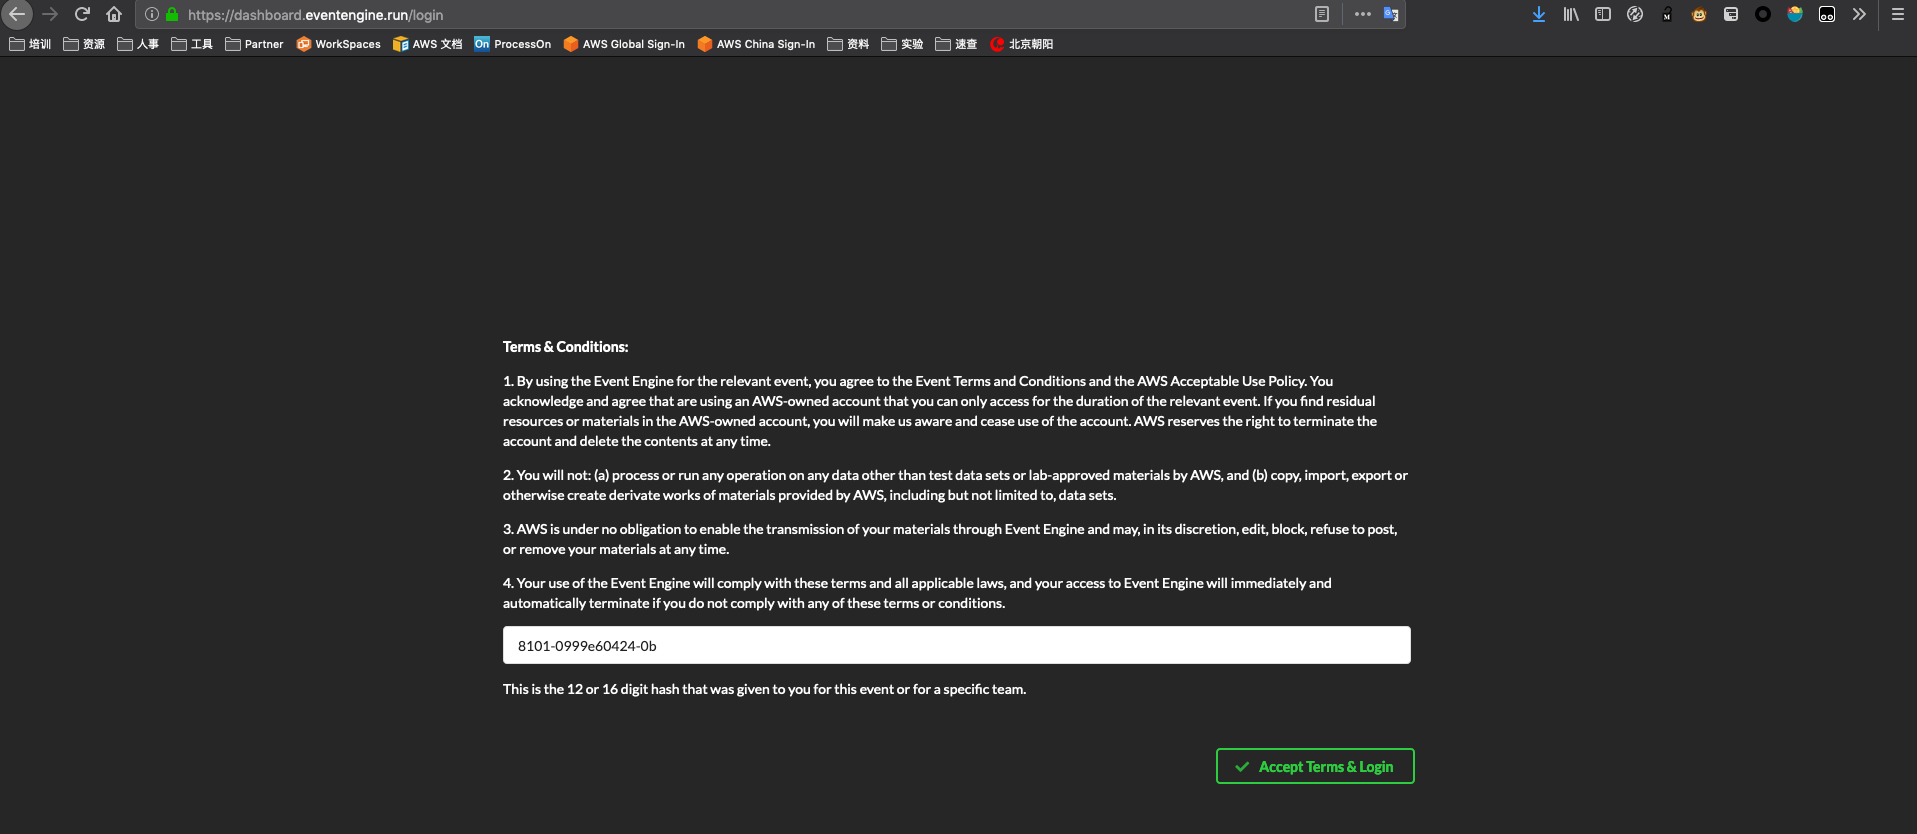 https://dashboard.eventengine.run/login
培训 资源 人事 工具 Partner WorkSpaces AWS 文档 On ProcessOn AWS Global Sign-In AWS China Sign-In 资料 实验 速查 北京朝阳
Terms & Conditions:
1. By using the Event Engine for the relevant event, you agree to the Event Terms and Conditions and the AWS Acceptable Use Policy. You
acknowledge and agree that are using an AWS-owned account that you can only access for the duration of the relevant event. If you find residual
resources or materials in the AWS-owned account, you will make us aware and cease use of the account. AWS reserves the right to terminate the
account and delete the contents at any time.
2. You will not: (a) process or run any operation on any data other than test data sets or lab-approved materials by AWS, and (b) copy, import, export or
otherwise create derivate works of materials provided by AWS, including but not limited to, data sets.
3. AWS is under no obligation to enable the transmission of your materials through Event Engine and may, in its discretion, edit, block, refuse to post,
or remove your materials at any time.
4. Your use of the Event Engine will comply with these terms and all applicable laws, and your access to Event Engine will immediately and
automatically terminate if you do not comply with any of these terms or conditions.
8101-0999e60424-0b
This is the 12 or 16 digit hash that was given to you for this event or for a specific team.
Accept Terms & Login